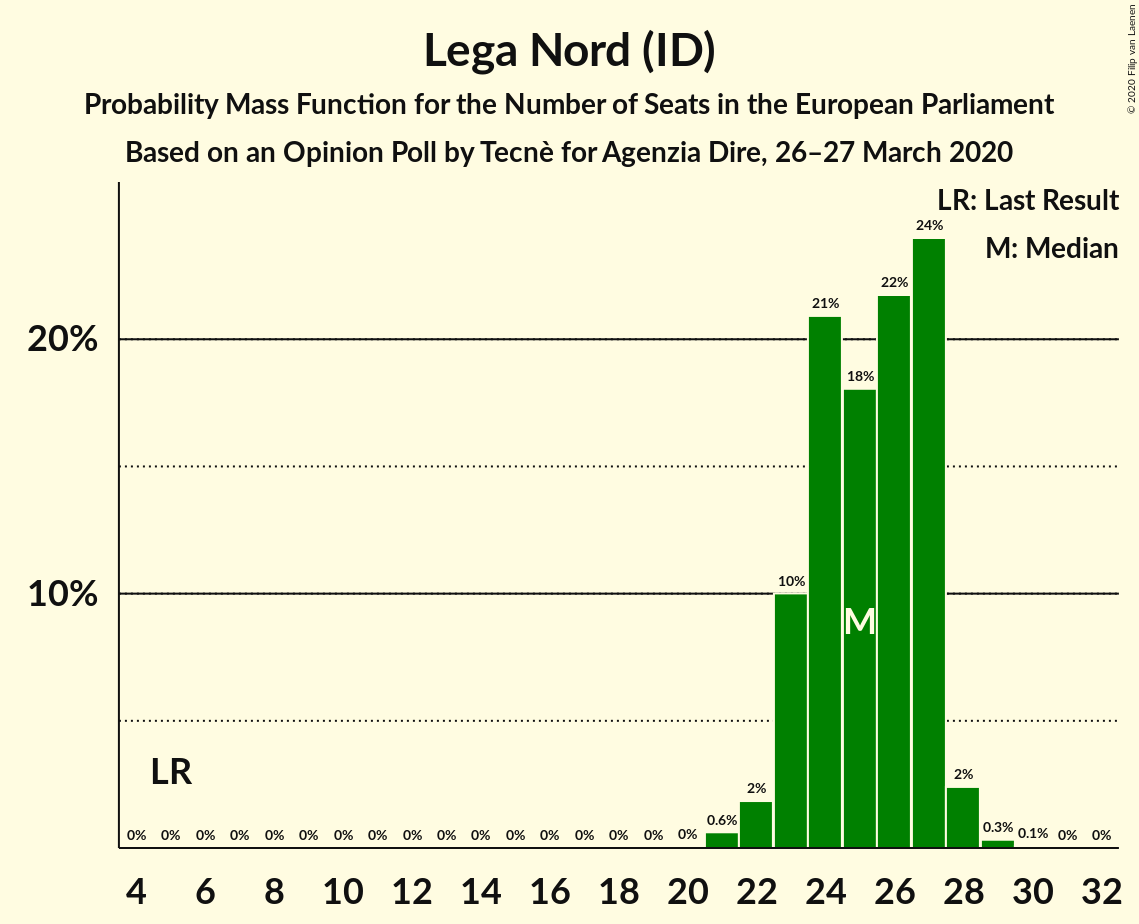 Lega Nord (ID)
Probability Mass Function for the Number of Seats in the European Parliament
Based on an Opinion Poll by Tecnè for Agenzia Dire, 26–27 March 2020
© 2020 Filip van Laenen
LR: Last Result
M: Median
24%
22%
21%
20%
18%
10%
10%
M
LR
2%
2%
0% 0% 0% 0% 0% 0% 0% 0% 0% 0% 0% 0% 0% 0% 0% 0% 0% 0.6% 0.3% 0.1% 0% 0%
4 6 8 10 12 14 16 18 20 22 24 26 28 30 32